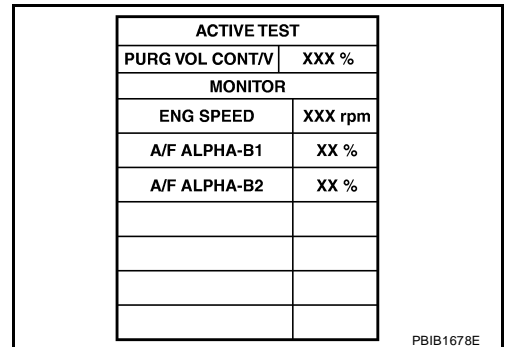 ACTIVE TEST
PURG VOL CONT/V XXX %
MONITOR
ENG SPEED XXX rpm
A/F ALPHA-B1 XX %
A/F ALPHA-B2 XX %
PBIB1678E